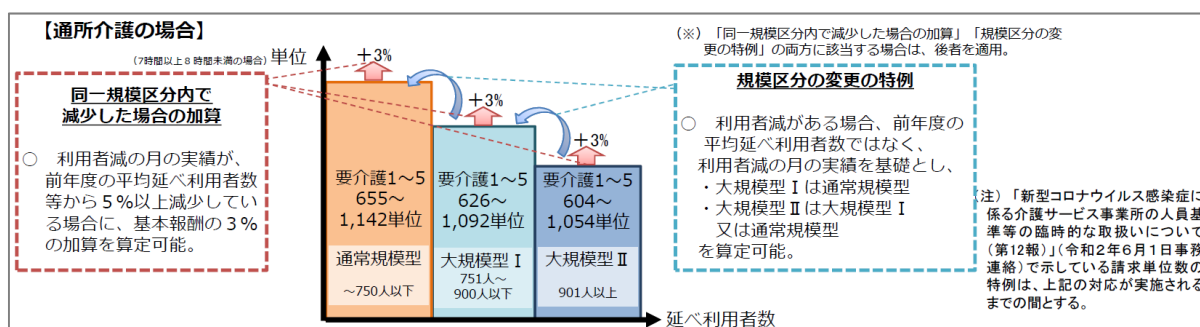 【通所介護の場合】
(7時間以上8時間未満の場合)
単位
+3%
+3%
+3%
(※)「同一規模区分内で減少した場合の加算」「規模区分の変
更の特例」の両方に該当する場合は、後者を適用。
同一規模区分内で
減少した場合の加算
○ 利用者減の月の実績が、
前年度の平均延べ利用者数
等から5%以上減少してい
る場合に、基本報酬の3%
の加算を算定可能。
要介護1~5
655~
1,142単位
通常規模型
~750人以下
要介護1~5
626~
1,092単位
大規模型Ⅰ
751人~
900人以下
要介護1~5
604~
1,054単位
大規模型Ⅱ
901人以上
延べ利用者数
規模区分の変更の特例
○ 利用者減がある場合、前年度の
平均延べ利用者数ではなく、
利用者減の月の実績を基礎とし、
・大規模型Ⅰは通常規模型
・大規模型Ⅱは大規模型Ⅰ
又は通常規模型
を算定可能。
(注)「新型コロナウイルス感染症に
係る介護サービス事業所の人員基
準等の臨時的な取扱いについて
(第12報)」(令和2年6月1日事務
連絡)で示している請求単位数の
特例は、上記の対応が実施される
までの間とする。